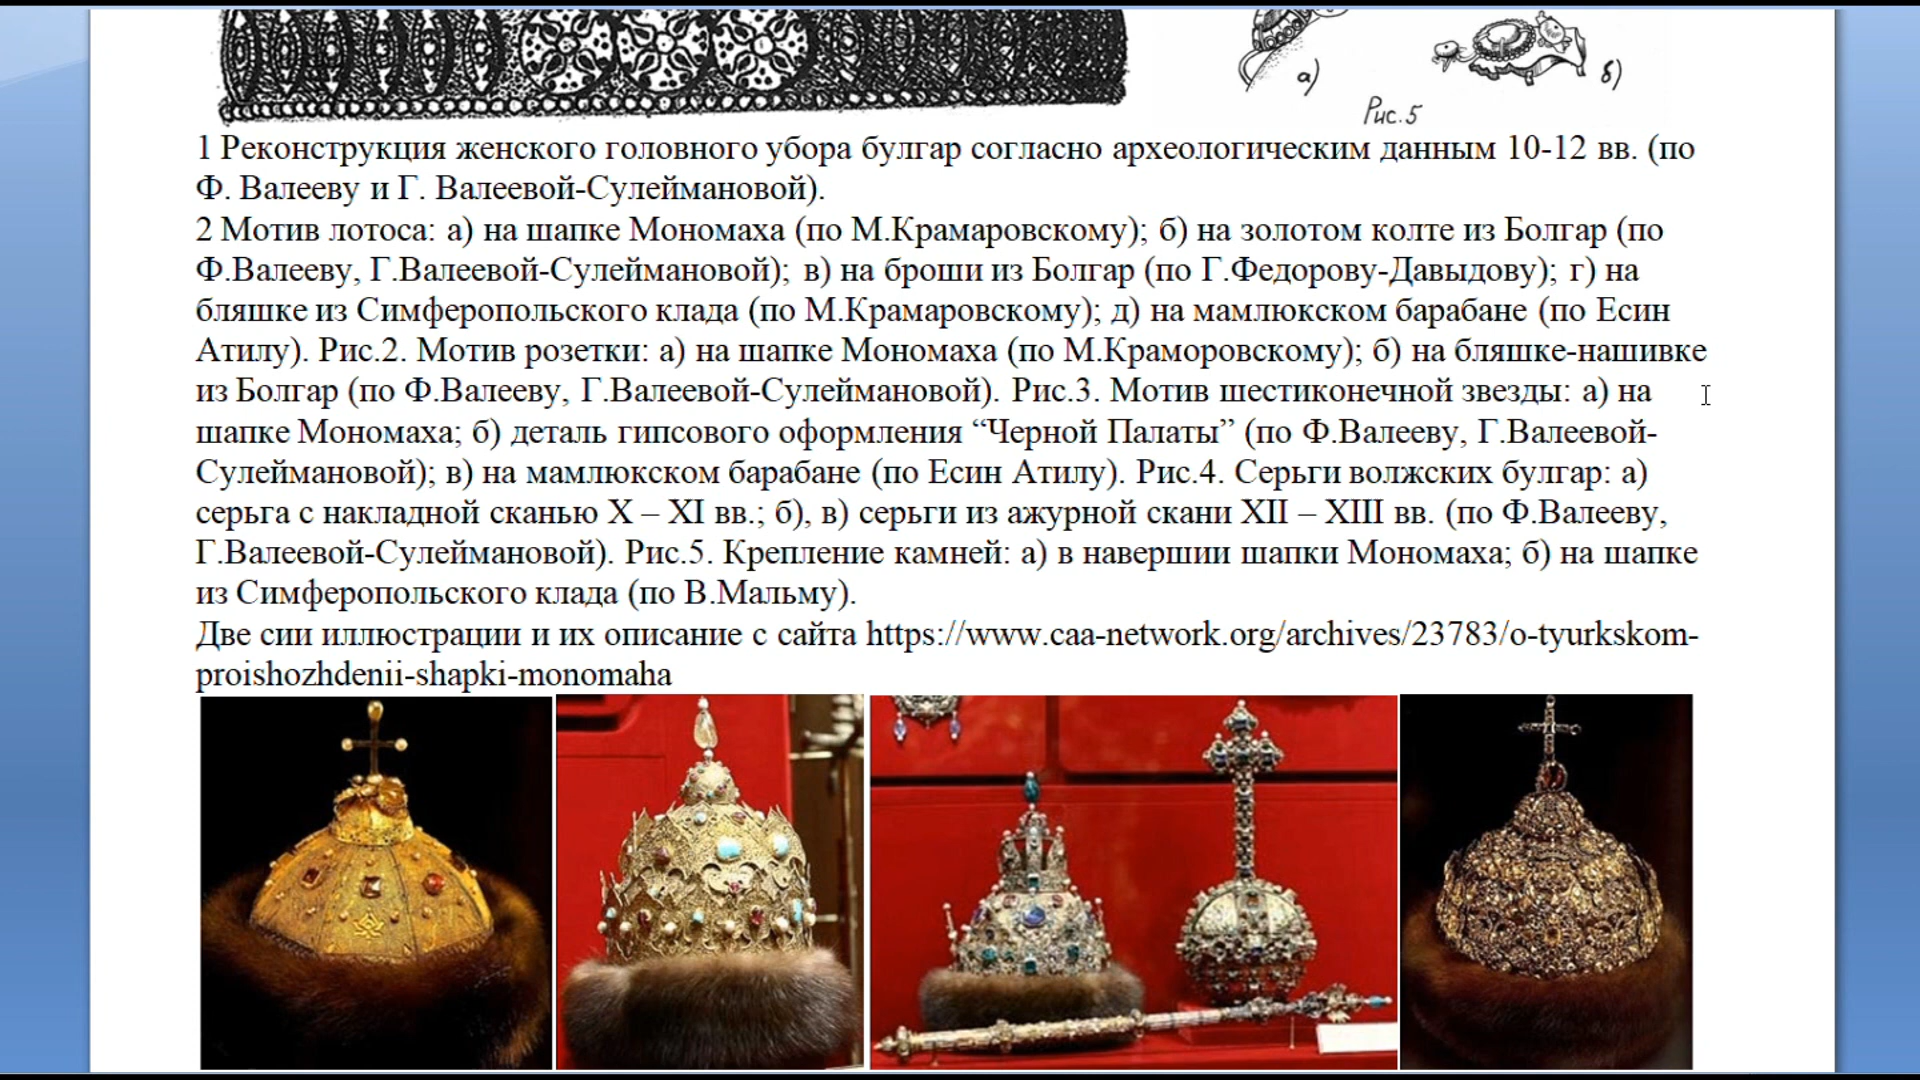 а)
б)
Рис.5
1 Реконструкция женского головного убора булгар согласно археологическим данным 10-12 вв. (по
Ф. Валееву и Г. Валеевой-Сулеймановой).
2 Мотив лотоса: а) на шапке Мономаха (по М.Крамаровскому); б) на золотом колте из Болгар (по
Ф.Валееву, Г.Валеевой-Сулеймановой); в) на броши из Болгар (по Г.Федорову-Давыдову); г) на
бляшке из Симферопольского клада (по М.Крамаровскому); д) на мамлюкском барабане (по Есин
Атилу). Рис.2. Мотив розетки: а) на шапке Мономаха (по М.Краморовскому); б) на бляшке-нашивке
из Болгар (по Ф.Валееву, Г.Валеевой-Сулеймановой). Рис.3. Мотив шестиконечной звезды: а) на
шапке Мономаха; б) деталь гипсового оформления “Черной Палаты” (по Ф.Валееву, Г.Валеевой-
Сулеймановой); в) на мамлюкском барабане (по Есин Атилу). Рис.4. Серьги волжских булгар: а)
серьга с накладной сканью X – XI вв.; б), в) серьги из ажурной скани XII – XIII вв. (по Ф.Валееву,
Г.Валеевой-Сулеймановой). Рис.5. Крепление камней: а) в навершии шапки Мономаха; б) на шапке
из Симферопольского клада (по В.Мальму).
Две сии иллюстрации и их описание с сайта https://www.caa-network.org/archives/23783/o-tyurkskom-
proishozhdenii-shapki-monomaha